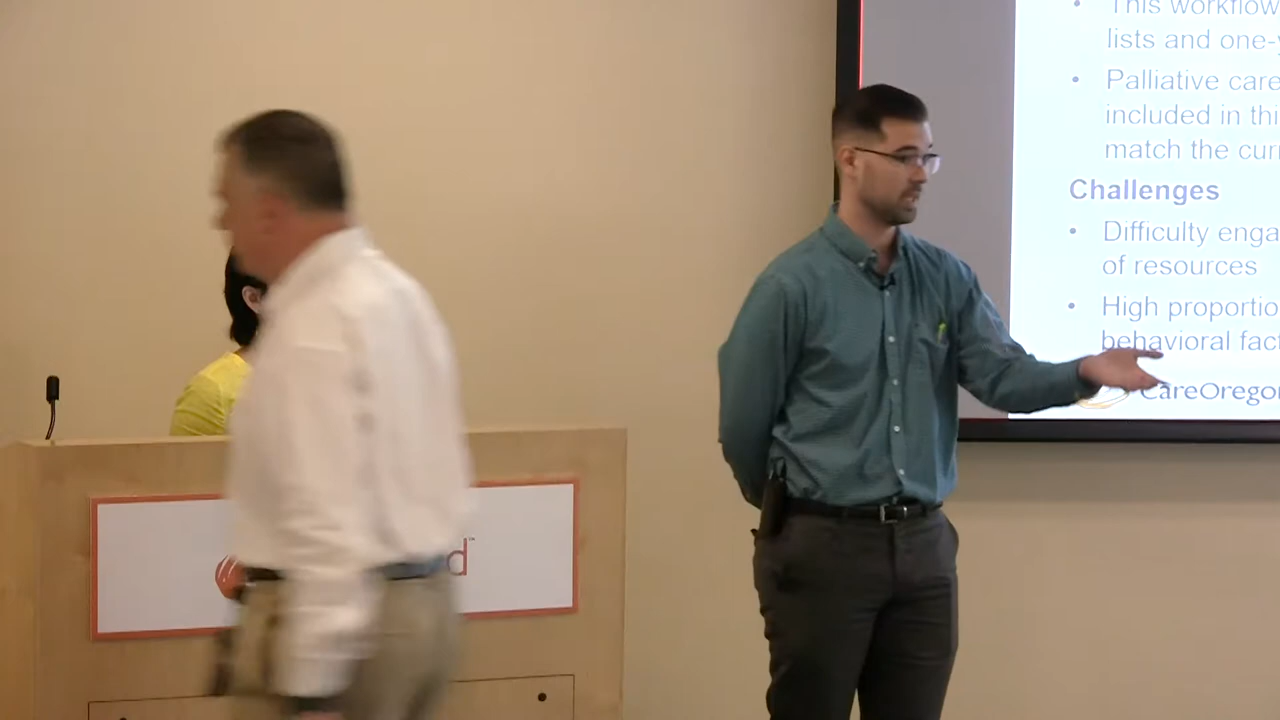 This workflow
lists and one-y
Palliative care
included in thi
match the curr
Challenges
Difficulty enga
of resources
High proportio
behavioral fact
CareOregon
d